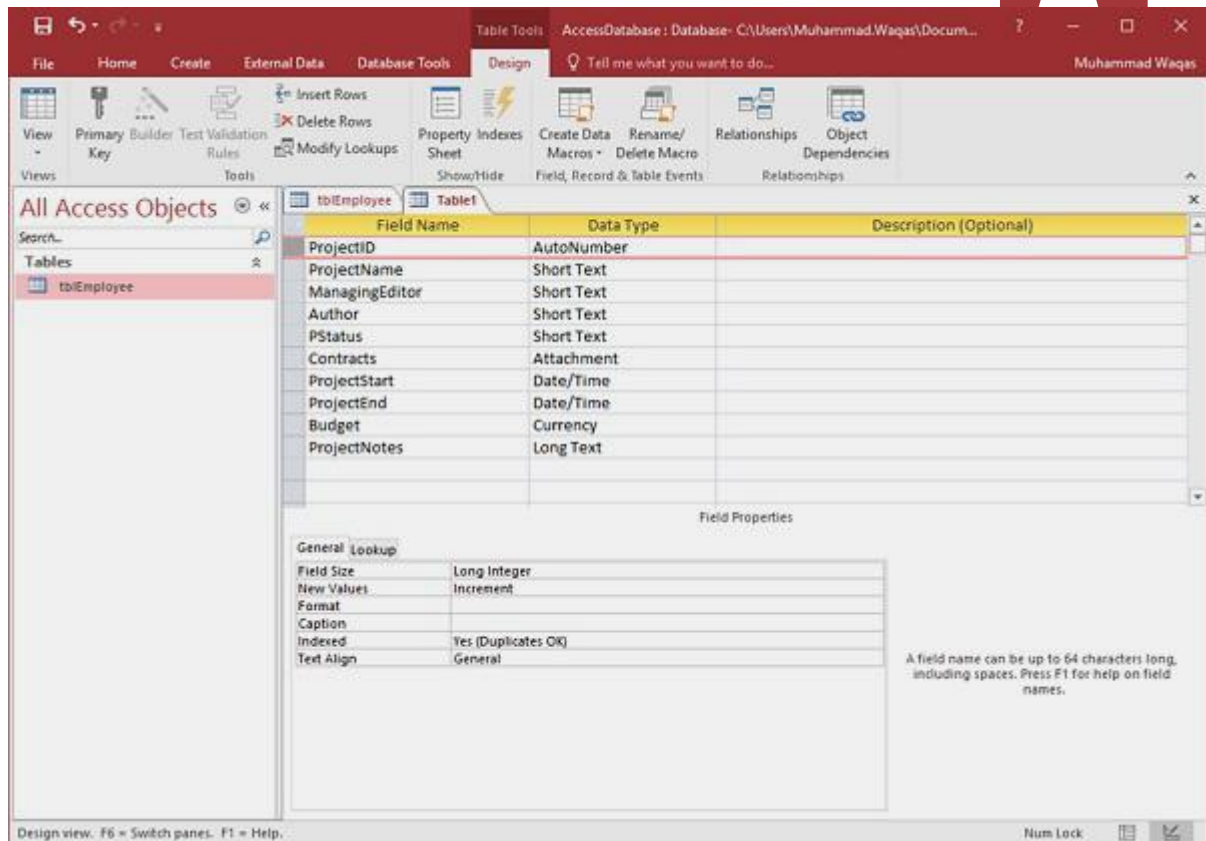 Table Tools AccessDatabase : Database- C:\Users\Muhammad.Waqas\Docum... ?
File Home Create External Data Database Tools Design Tell me what you want to do... Muhammad Waqas
View Primary Key Builder Test Validation Rules Insert Rows Delete Rows Modify Lookups Property Sheet Indexes Create Data Macros Rename/ Delete Macro Relationships Object Dependencies
Views Tools Show/Hide Field, Record & Table Events Relationships
All Access Objects
Search...
Tables
tblEmployee
tblEmployee Table1
Field Name Data Type Description (Optional)
ProjectID AutoNumber
ProjectName Short Text
ManagingEditor Short Text
Author Short Text
PStatus Short Text
Contracts Attachment
ProjectStart Date/Time
ProjectEnd Date/Time
Budget Currency
ProjectNotes Long Text
Field Properties
General Lookup
Field Size Long Integer
New Values Increment
Format
Caption
Indexed Yes (Duplicates OK)
Text Align General
A field name can be up to 64 characters long,
including spaces. Press F1 for help on field
names.
Design view. F6 = Switch panes. F1 = Help. Num Lock